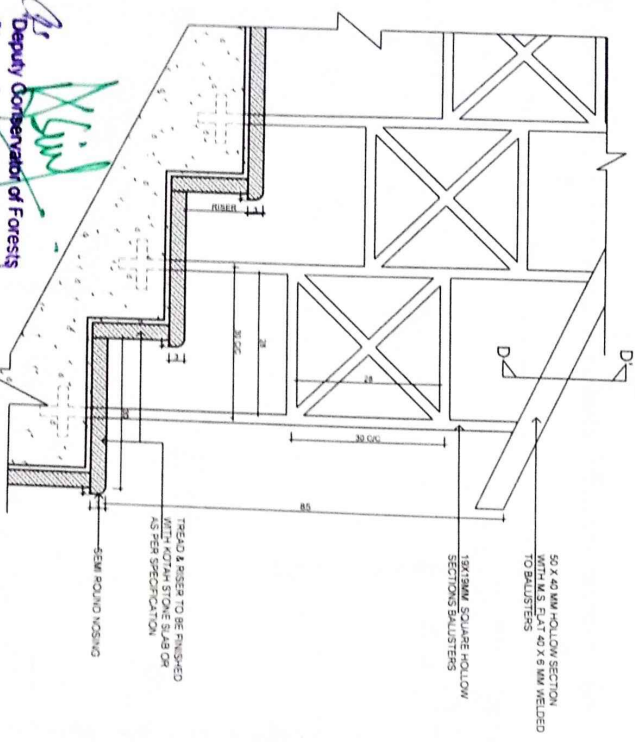 50 X 40 MM HOLLOW SECTION
WITH M.S. FLAT 40 X 6 MM WELDED
TO BALUSTERS
19X19MM SQUARE HOLLOW
SECTIONS BALUSTERS
TREAD & RISER TO BE FINISHED
WITH KOTAH STONE SLAB OR
AS PER SPECIFICATION
SEMI ROUND NOSING
D
D'
RISER
28
30 C/C
28
30 C/C
85
30
Deputy Conservator of Forests